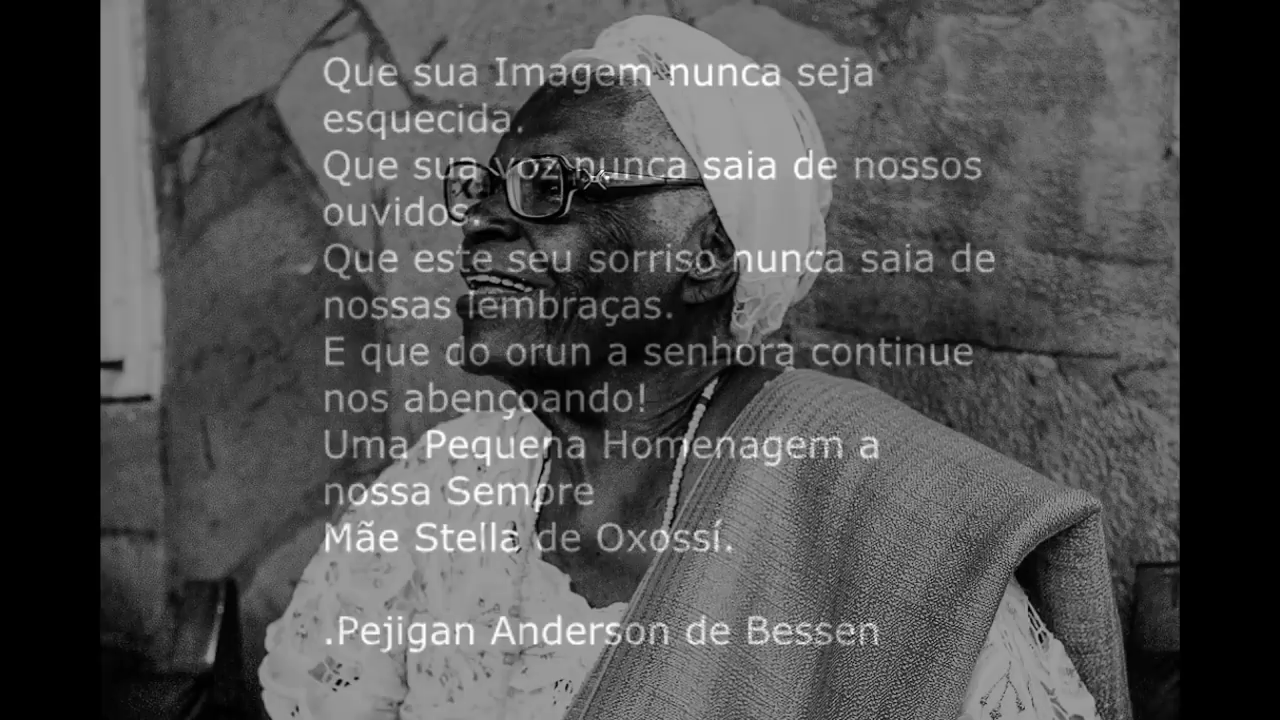 Que sua Imagem nunca seja
esquecida.
Que sua voz nunca saia de nossos
ouvidos.
Que este seu sorriso nunca saia de
nossas lembraças.
E que do orun a senhora continue
nos abençoando!
Uma Pequena Homenagem a
nossa Sempre
Mãe Stella de Oxossí.
.Pejigan Anderson de Bessen